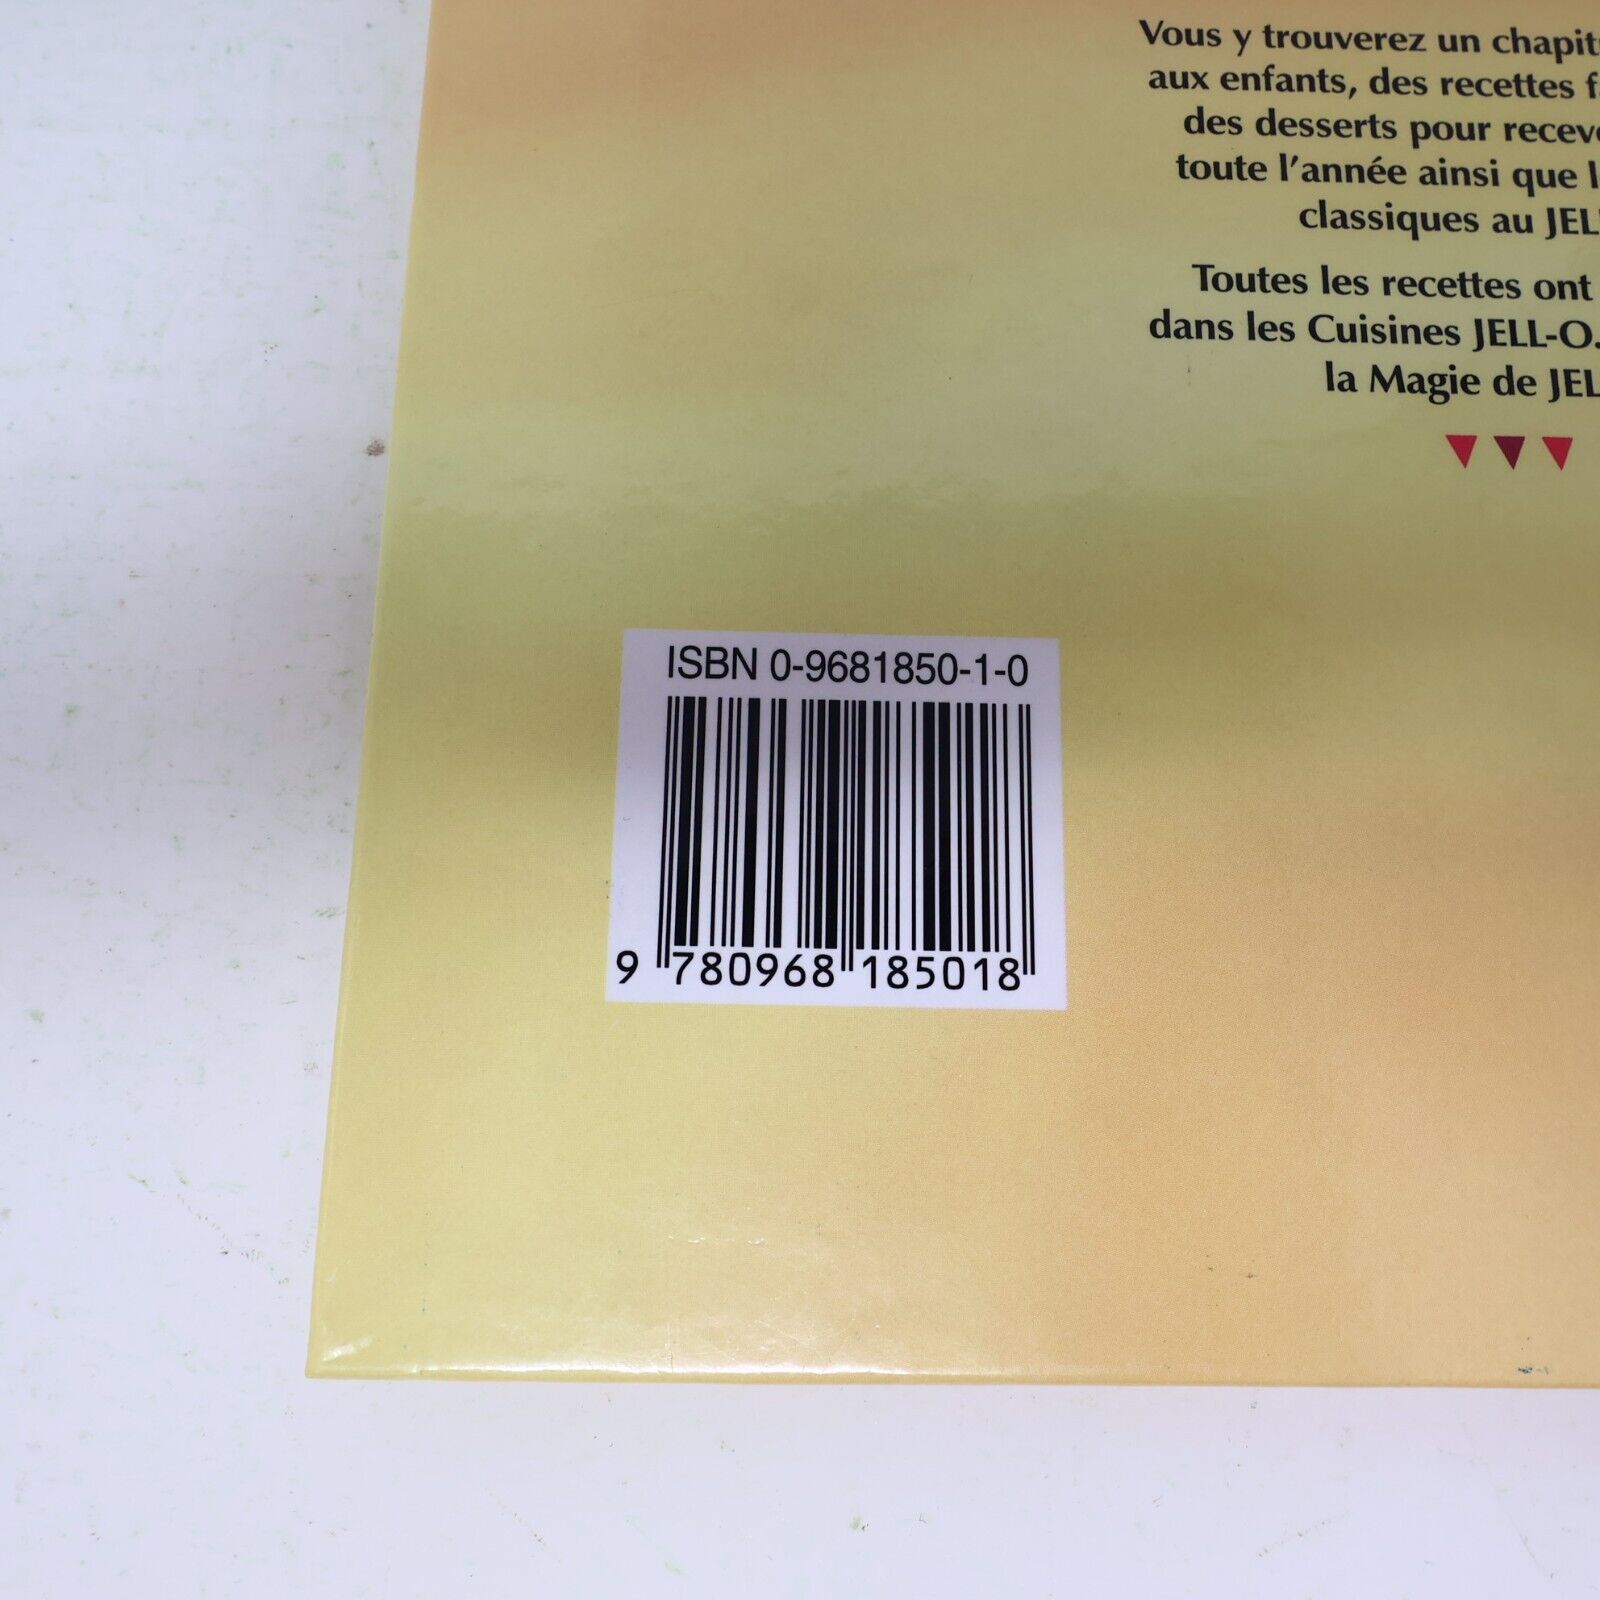 Vous y trouverez un chapit
aux enfants, des recettes f
des desserts pour recev
toute l'année ainsi que l
classiques au JEL
Toutes les recettes ont
dans les Cuisines JELL-O.
la Magie de JEL
ISBN 0-9681850-1-0
9 780968 185018